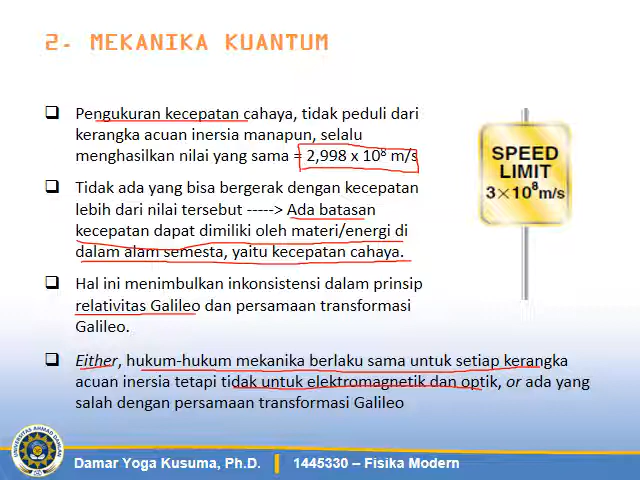 2. MEKANIKA KUANTUM
Pengukuran kecepatan cahaya, tidak peduli dari
kerangka acuan inersia manapun, selalu
menghasilkan nilai yang sama = 2,998 x 10⁸ m/s
Tidak ada yang bisa bergerak dengan kecepatan
lebih dari nilai tersebut -----> Ada batasan
kecepatan dapat dimiliki oleh materi/energi di
dalam alam semesta, yaitu kecepatan cahaya.
Hal ini menimbulkan inkonsistensi dalam prinsip
relativitas Galileo dan persamaan transformasi
Galileo.
Either, hukum-hukum mekanika berlaku sama untuk setiap kerangka
acuan inersia tetapi tidak untuk elektromagnetik dan optik, or ada yang
salah dengan persamaan transformasi Galileo
SPEED
LIMIT
3×10⁸m/s
UNIVERSITAS AHMAD DAHLAN
Damar Yoga Kusuma, Ph.D. 1445330 – Fisika Modern